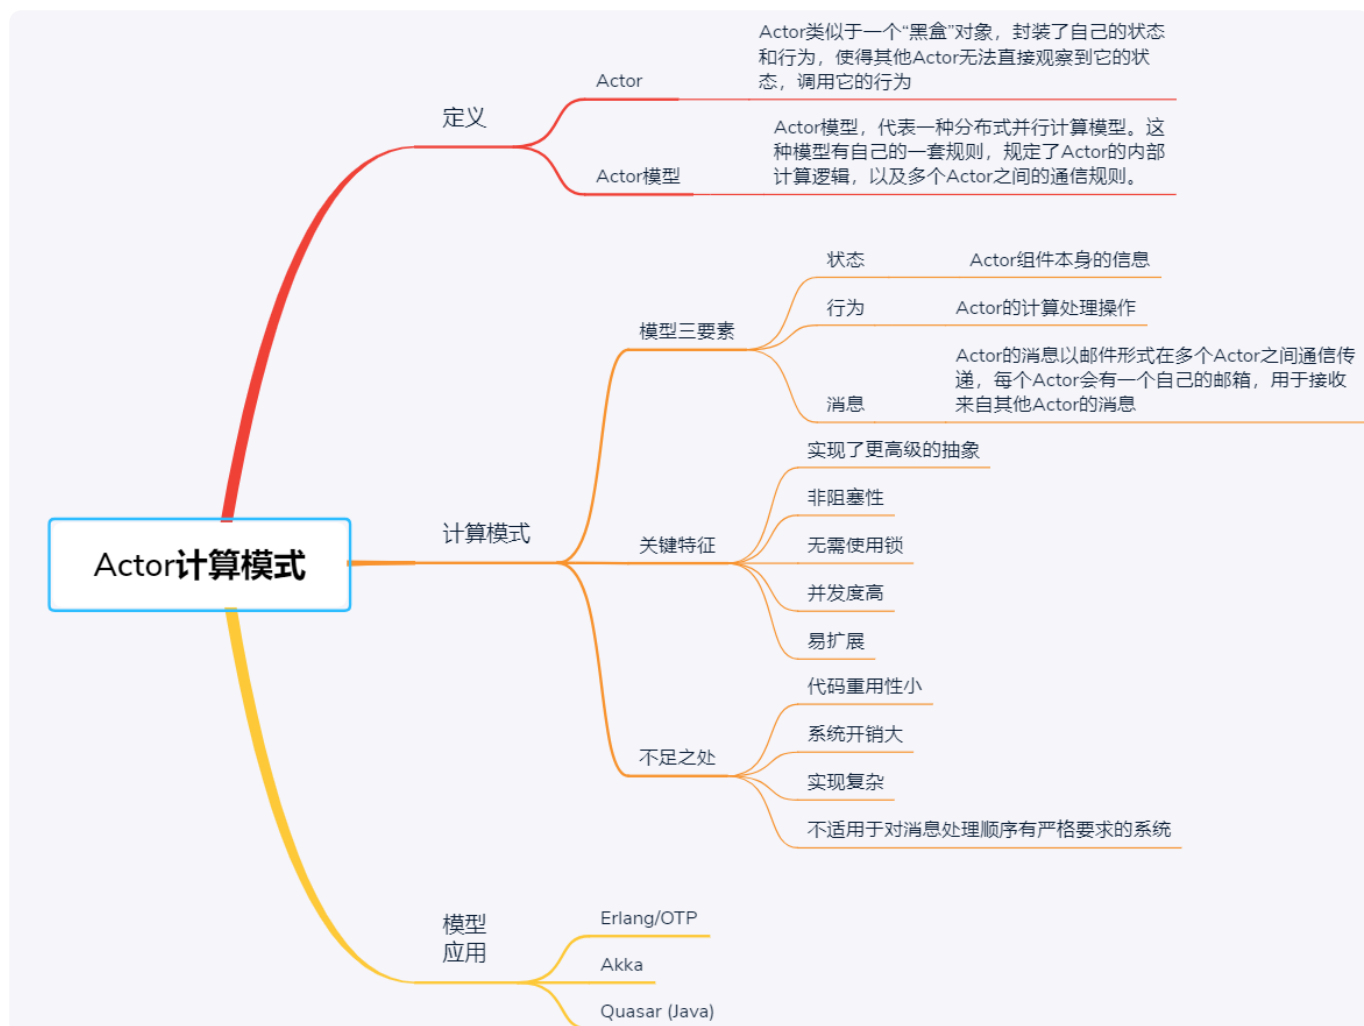 Actor计算模式
定义
Actor
Actor类似于一个“黑盒”对象，封装了自己的状
和行为，使得其他Actor无法直接观察到它的状
态，调用它的行为
Actor模型
Actor模型，代表一种分布式并行计算模型。这
种模型有自己的一套规则，规定了Actor的内部
计算逻辑，以及多个Actor之间的通信规则。
计算模式
模型三要素
状态
Actor组件本身的信息
行为
Actor的计算处理操作
消息
Actor的消息以邮件形式在多个Actor之间通信传
递，每个Actor会有一个自己的邮箱，用于接收
来自其他Actor的消息
关键特征
实现了更高级的抽象
非阻塞性
无需使用锁
并发度高
易扩展
不足之处
代码重用性小
系统开销大
实现复杂
不适用于对消息处理顺序有严格要求的系统
模型
应用
Erlang/OTP
Akka
Quasar (Java)